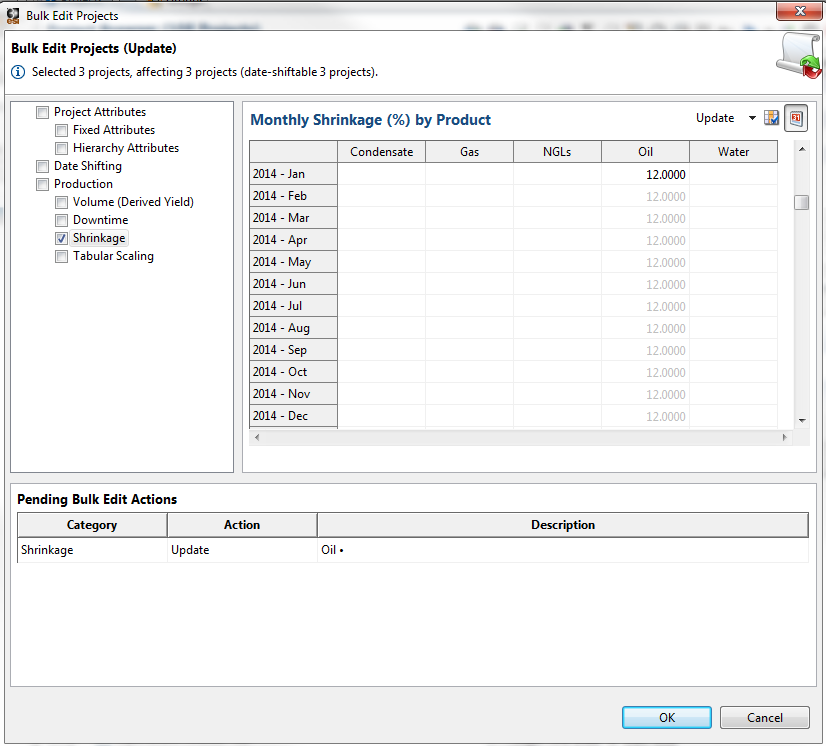 Bulk Edit Projects
Bulk Edit Projects (Update)
Selected 3 projects, affecting 3 projects (date-shiftable 3 projects).
Project Attributes
Fixed Attributes
Hierarchy Attributes
Date Shifting
Production
Volume (Derived Yield)
Downtime
Shrinkage
Tabular Scaling
Monthly Shrinkage (%) by Product
Update
Condensate Gas NGLs Oil Water
2014 - Jan 12.0000
2014 - Feb 12.0000
2014 - Mar 12.0000
2014 - Apr 12.0000
2014 - May 12.0000
2014 - Jun 12.0000
2014 - Jul 12.0000
2014 - Aug 12.0000
2014 - Sep 12.0000
2014 - Oct 12.0000
2014 - Nov 12.0000
2014 - Dec 12.0000
Pending Bulk Edit Actions
Category Action Description
Shrinkage Update Oil •
OK Cancel